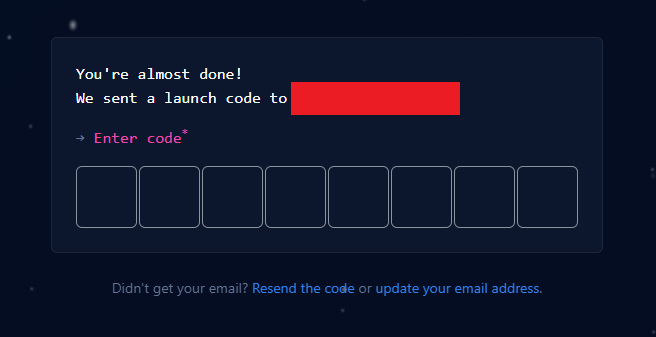 You're almost done!
We sent a launch code to
→ Enter code*
Didn't get your email? Resend the code or update your email address.